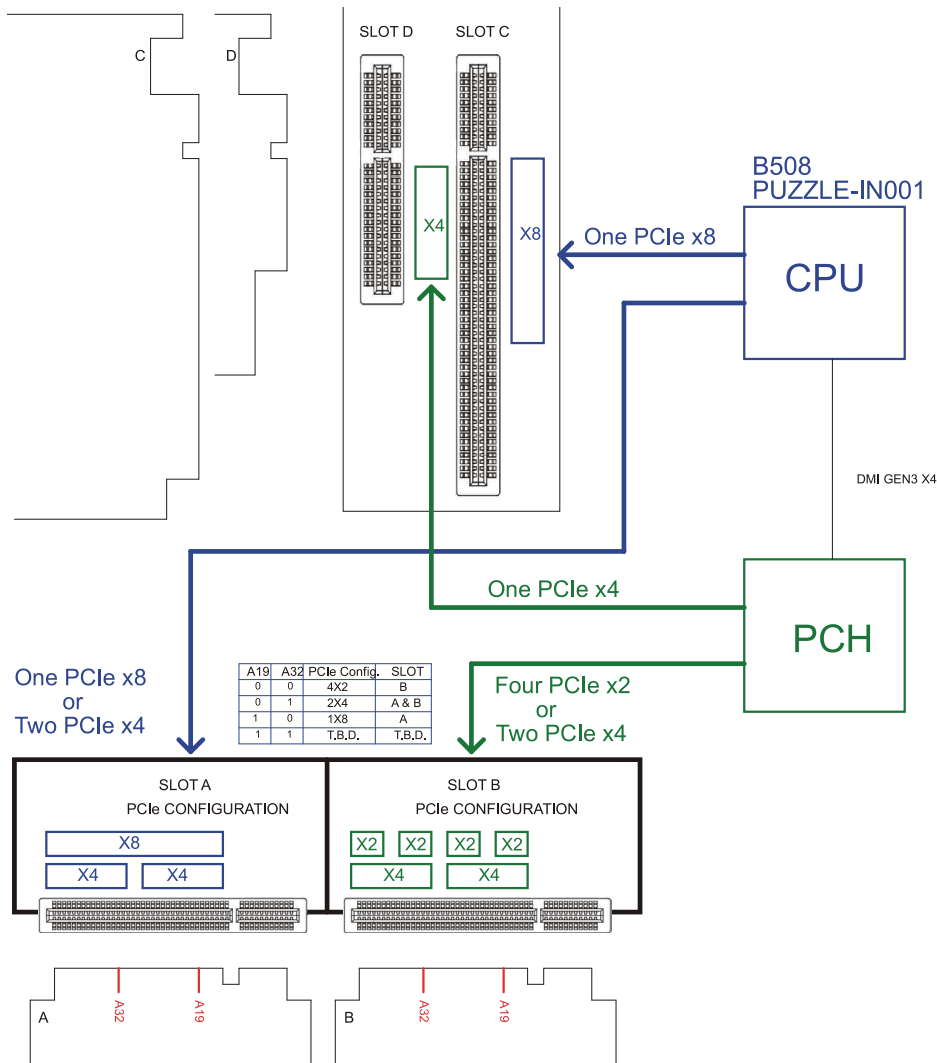 SLOT D
SLOT C
C
D
X4
X8
B508
PUZZLE-IN001
CPU
One PCIe x8
DMI GEN3 X4
PCH
One PCIe x4
One PCIe x8
or
Two PCIe x4
A19 A32 PCIe Config. SLOT
0 0 4X2 B
0 1 2X4 A & B
1 0 1X8 A
1 1 T.B.D. T.B.D.
Four PCIe x2
or
Two PCIe x4
SLOT A
PCIe CONFIGURATION
X8
X4 X4
SLOT B
PCIe CONFIGURATION
X2 X2 X2 X2
X4 X4
A
A32
A19
B
A32
A19